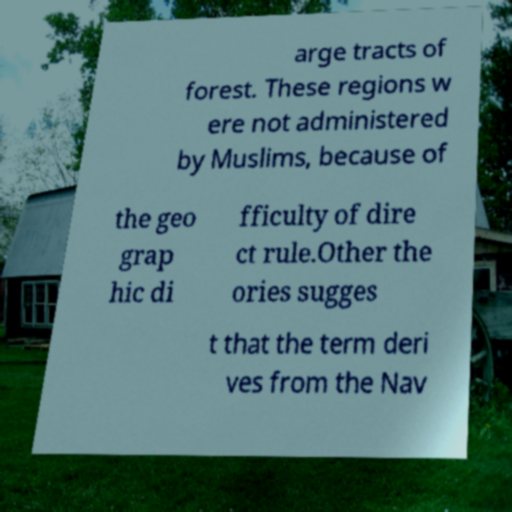 arge tracts of
forest. These regions w
ere not administered
by Muslims, because of
the geo
grap
hic di
fficulty of dire
ct rule.Other the
ories sugges
t that the term deri
ves from the Nav